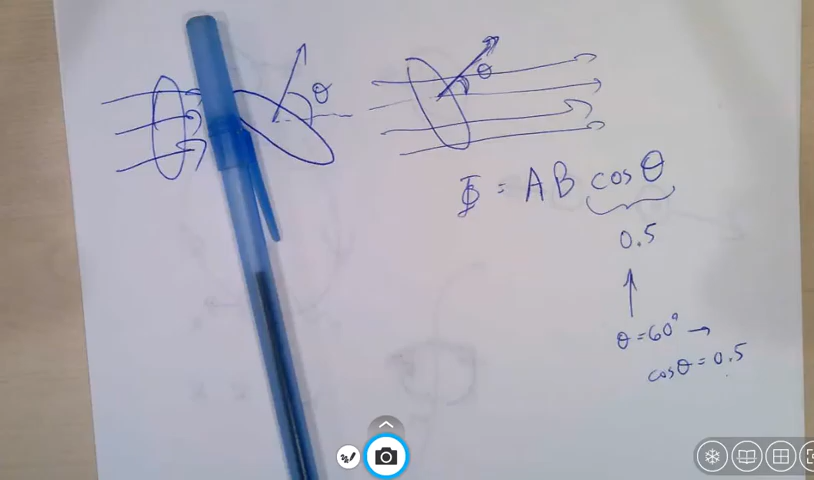 θ
θ
Φ = AB cos θ
0.5
θ = 60° →
cos θ = 0.5